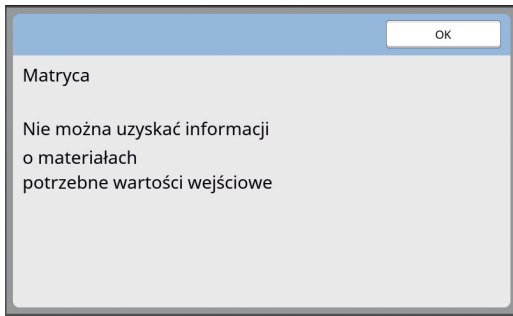 OK
Matryca
Nie można uzyskać informacji
o materiałach
potrzebne wartości wejściowe